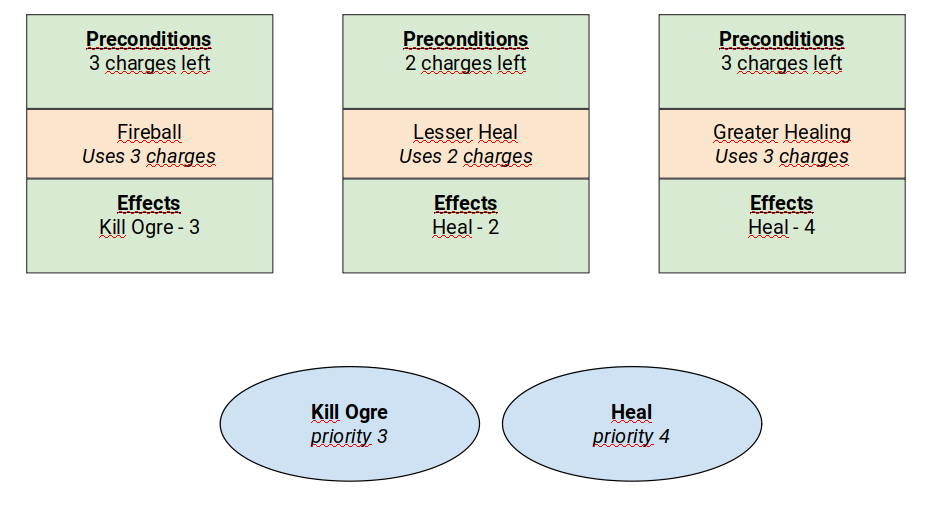 Preconditions
3 charges left
Fireball
Uses 3 charges
Effects
Kill Ogre - 3
Preconditions
2 charges left
Lesser Heal
Uses 2 charges
Effects
Heal - 2
Preconditions
3 charges left
Greater Healing
Uses 3 charges
Effects
Heal - 4
Kill Ogre
priority 3
Heal
priority 4